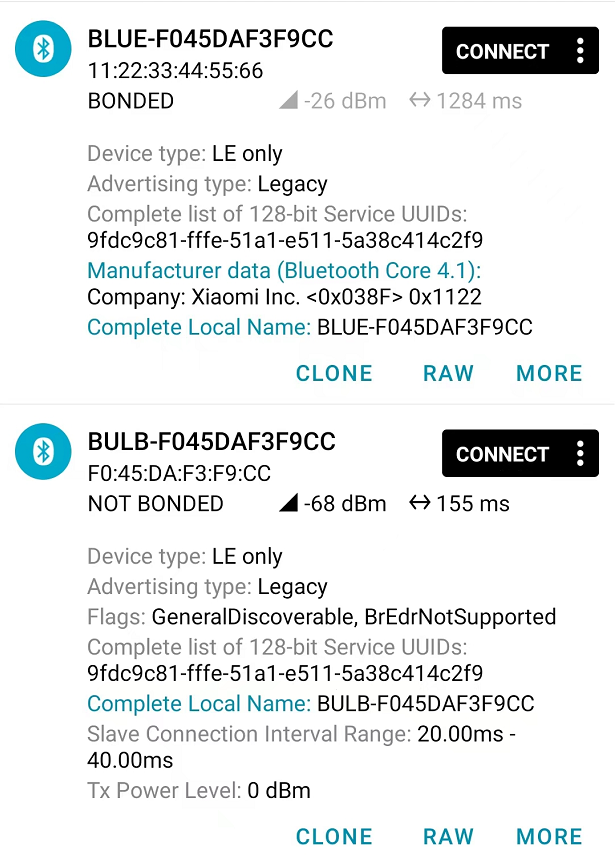 BLUE-F045DAF3F9CC
CONNECT
11:22:33:44:55:66
BONDED -26 dBm 1284 ms
Device type: LE only
Advertising type: Legacy
Complete list of 128-bit Service UUIDs:
9fdc9c81-fffe-51a1-e511-5a38c414c2f9
Manufacturer data (Bluetooth Core 4.1):
Company: Xiaomi Inc. <0x038F> 0x1122
Complete Local Name: BLUE-F045DAF3F9CC
CLONE RAW MORE
BULB-F045DAF3F9CC
CONNECT
F0:45:DA:F3:F9:CC
NOT BONDED -68 dBm 155 ms
Device type: LE only
Advertising type: Legacy
Flags: GeneralDiscoverable, BrEdrNotSupported
Complete list of 128-bit Service UUIDs:
9fdc9c81-fffe-51a1-e511-5a38c414c2f9
Complete Local Name: BULB-F045DAF3F9CC
Slave Connection Interval Range: 20.00ms -
40.00ms
Tx Power Level: 0 dBm
CLONE RAW MORE